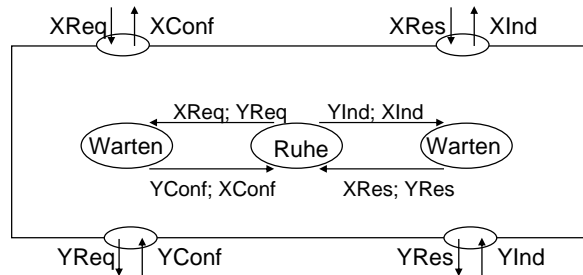 XReq XConf XRes XInd
XReq; YReq YInd; XInd
Warten Ruhe Warten
YConf; XConf XRes; YRes
YReq YConf YRes YInd